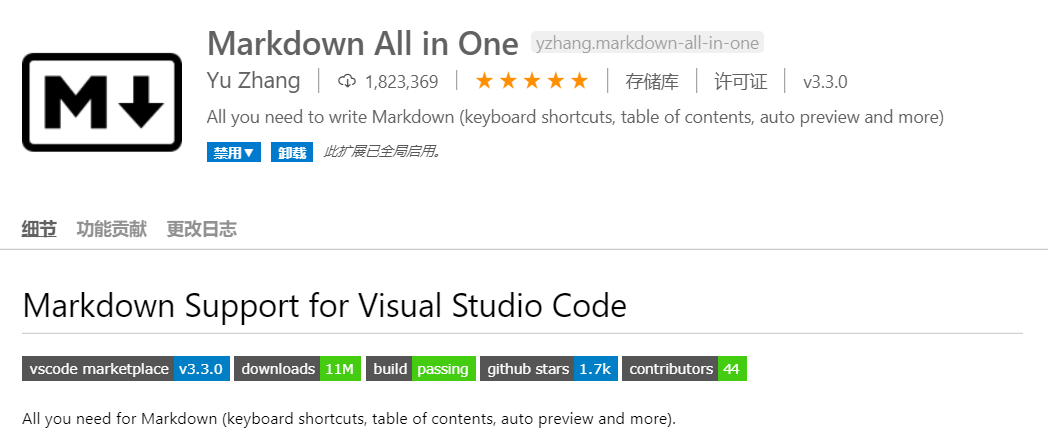 Markdown All in One yzhang.markdown-all-in-one
M
Yu Zhang 1,823,369 存储库 许可证 v3.3.0
All you need to write Markdown (keyboard shortcuts, table of contents, auto preview and more)
禁用 卸载 此扩展已全局启用。
细节 功能贡献 更改日志
Markdown Support for Visual Studio Code
vscode marketplace v3.3.0 downloads 11M build passing github stars 1.7k contributors 44
All you need for Markdown (keyboard shortcuts, table of contents, auto preview and more).